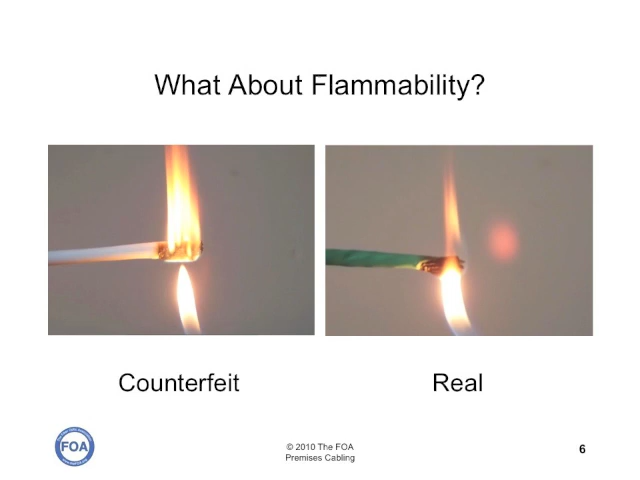 What About Flammability?
Counterfeit
Real
FOA
© 2010 The FOA
Premises Cabling
6